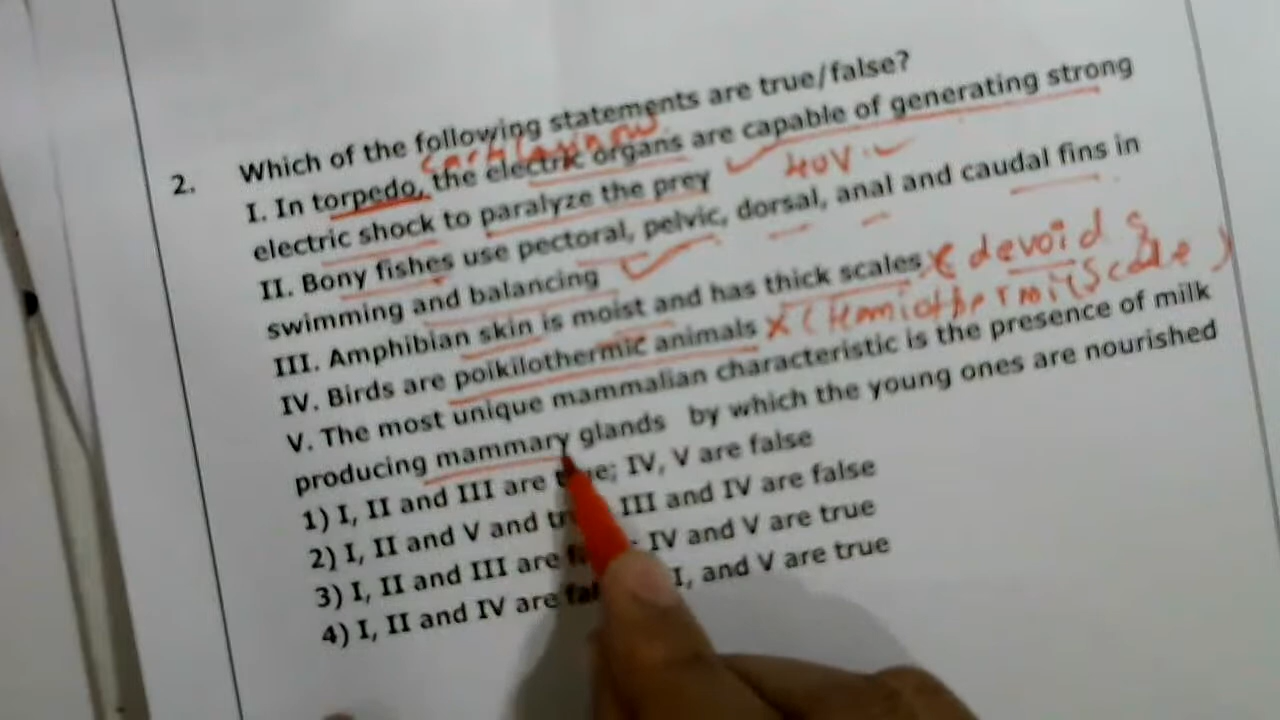 2. Which of the following statements are true/false?
I. In torpedo, the electric organs are capable of generating strong
electric shock to paralyze the prey
40V
II. Bony fishes use pectoral, pelvic, dorsal, anal and caudal fins in
swimming and balancing
III. Amphibian skin is moist and has thick scales x ( devoid
IV. Birds are poikilothermic animals x (
V. The most unique mammalian characteristic is the presence of milk
producing mammary glands by which the young ones are nourished
1) I, II and III are true; IV, V are false
2) I, II and V and III and IV are false
3) I, II and III are IV and V are true
4) I, II and IV are and V are true